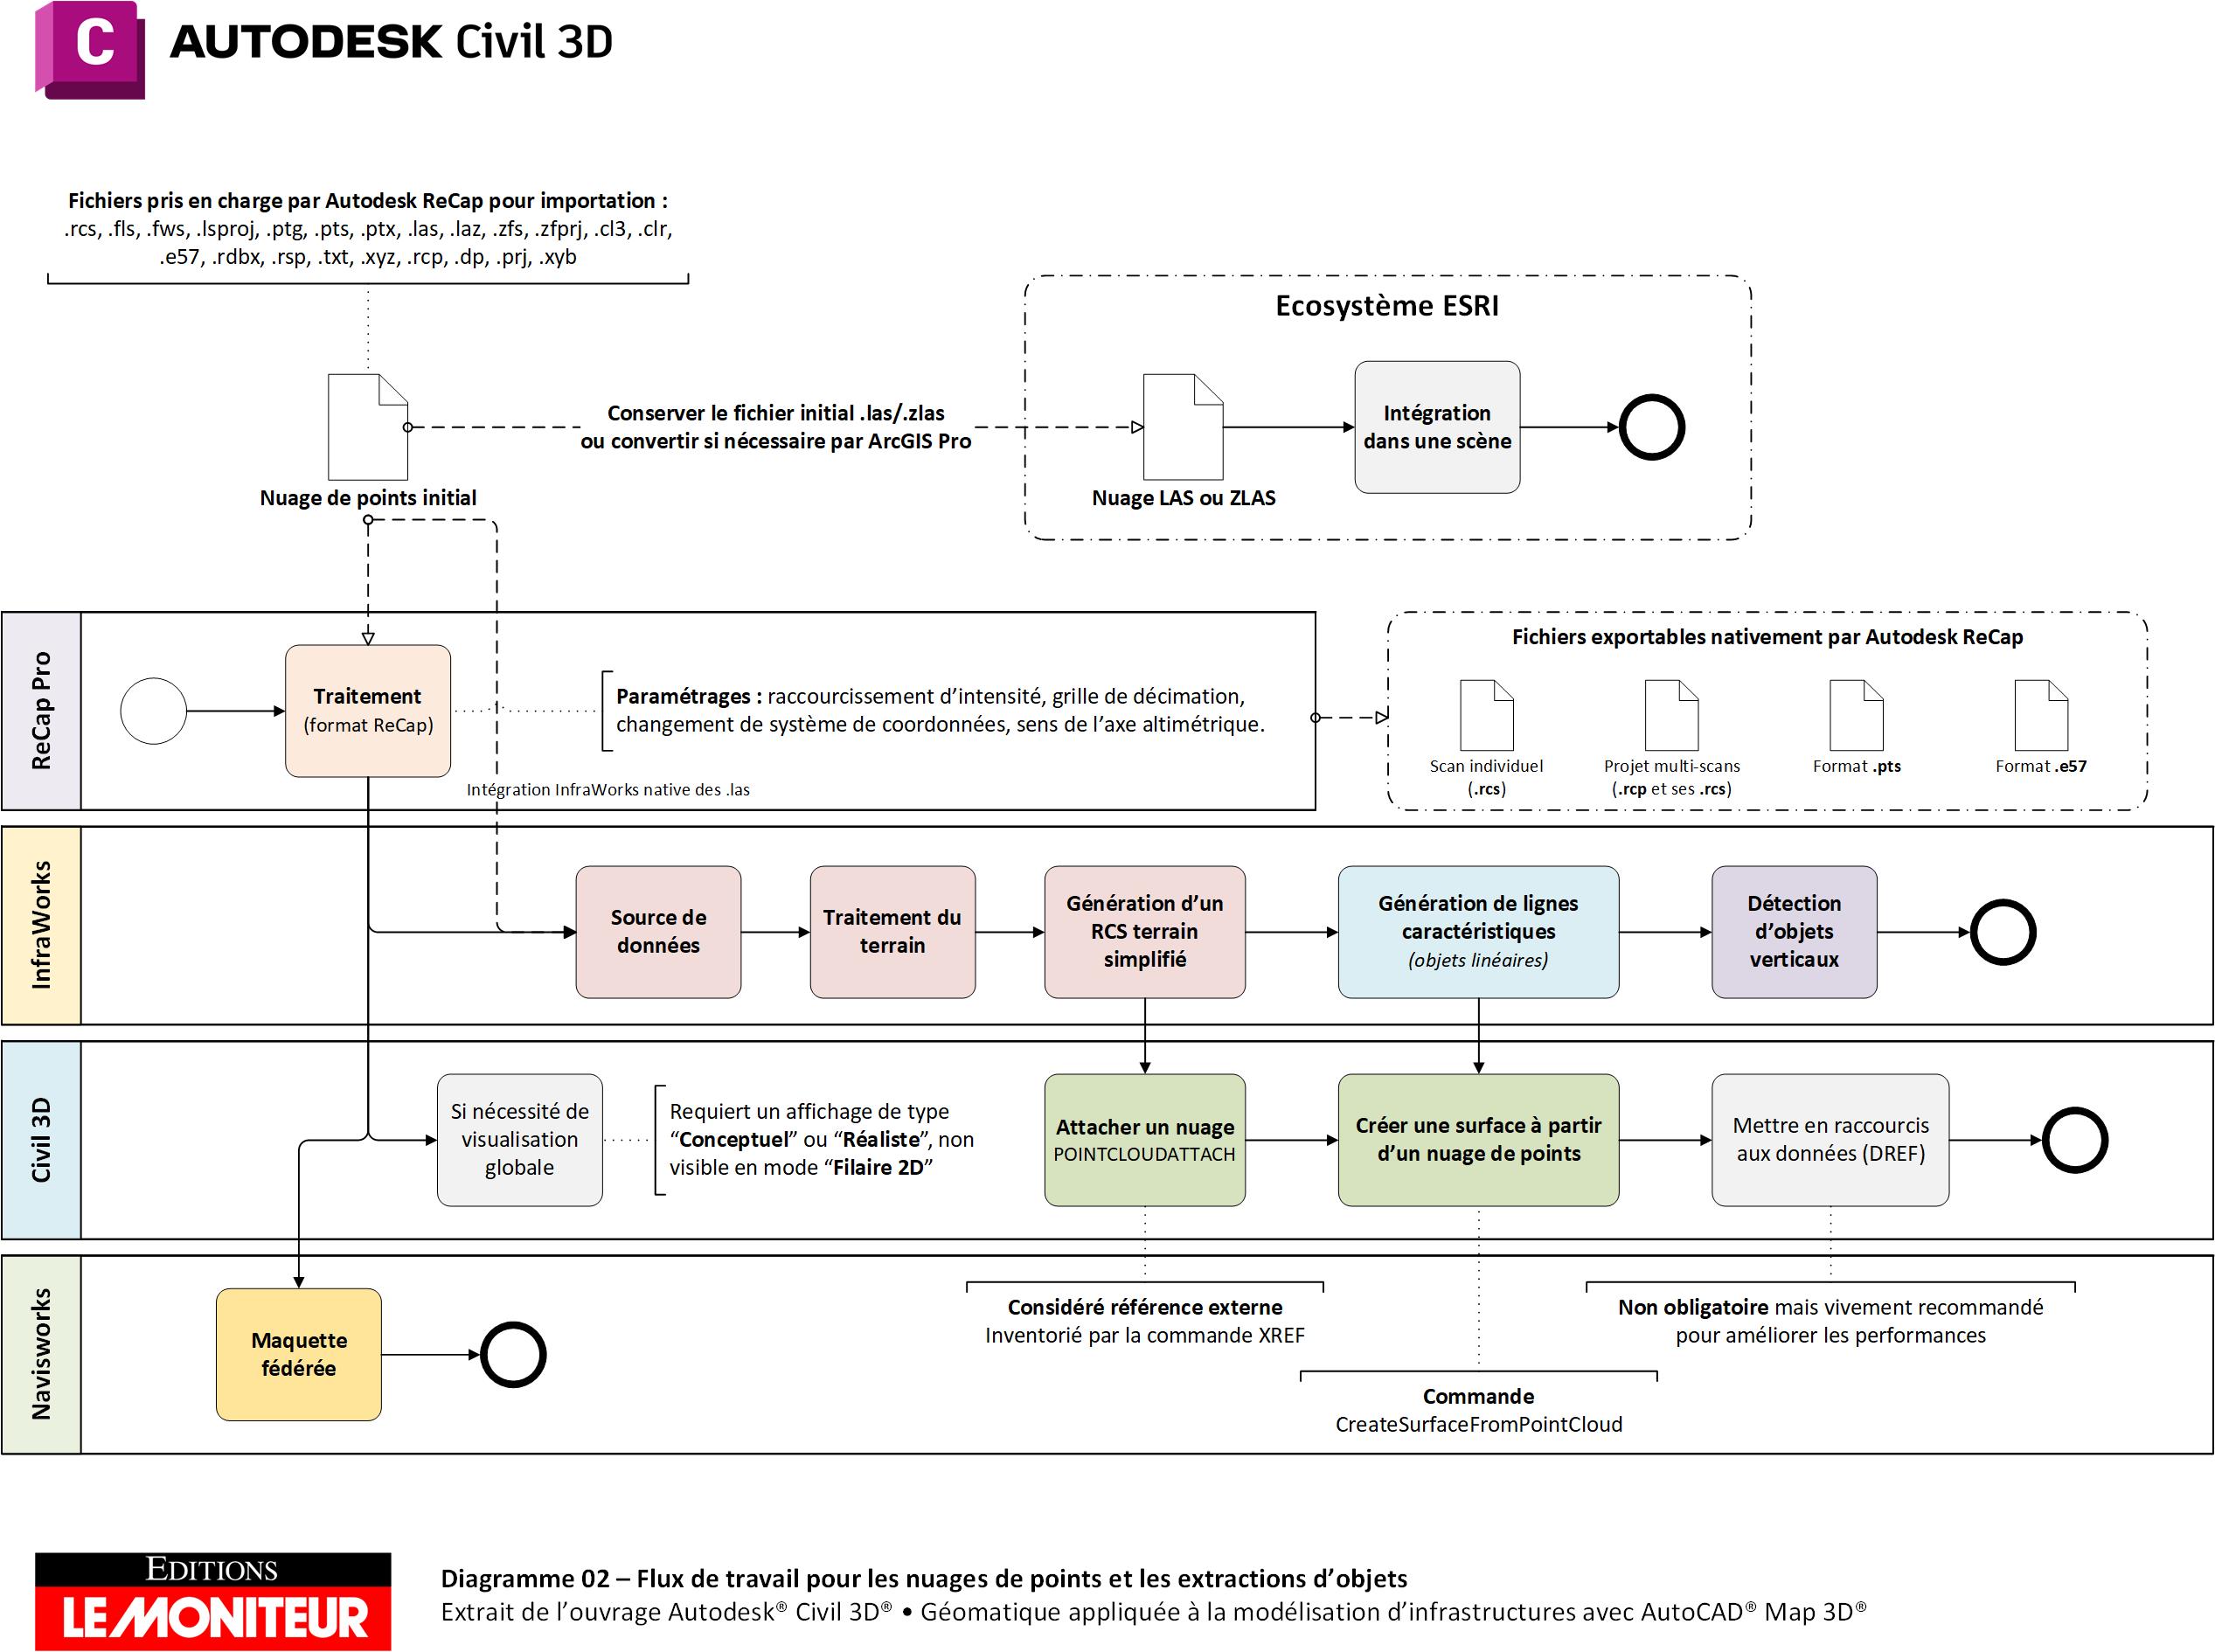 C
AUTODESK Civil 3D
Fichiers pris en charge par Autodesk ReCap pour importation :
.rcs, .fls, .fws, .lsproj, .ptg, .pts, .ptx, .las, .laz, .zfs, .zfprj, .cl3, .clr,
.e57, .rdbx, .rsp, .txt, .xyz, .rcp, .dp, .prj, .xyb
Nuage de points initial
Conserver le fichier initial .las/.zlas
ou convertir si nécessaire par ArcGIS Pro
Ecosystème ESRI
Nuage LAS ou ZLAS
Intégration
dans une scène
ReCap Pro
Traitement
(format ReCap)
Paramétrages : raccourcissement d’intensité, grille de décimation,
changement de système de coordonnées, sens de l’axe altimétrique.
Intégration InfraWorks native des .las
Fichiers exportables nativement par Autodesk ReCap
Scan individuel
(.rcs)
Projet multi-scans
(.rcp et ses .rcs)
Format .pts
Format .e57
InfraWorks
Source de
données
Traitement du
terrain
Génération d’un
RCS terrain
simplifié
Génération de lignes
caractéristiques
(objets linéaires)
Détection
d’objets
verticaux
Civil 3D
Si nécessité de
visualisation
globale
Requiert un affichage de type
“Conceptuel” ou “Réaliste”, non
visible en mode “Filaire 2D”
Attacher un nuage
POINTCLOUDATTACH
Créer une surface à partir
d’un nuage de points
Mettre en raccourcis
aux données (DREF)
Navisworks
Maquette
fédérée
Considéré référence externe
Inventorié par la commande XREF
Commande
CreateSurfaceFromPointCloud
Non obligatoire mais vivement recommandé
pour améliorer les performances
EDITIONS
LE MONITEUR
Diagramme 02 – Flux de travail pour les nuages de points et les extractions d’objets
Extrait de l’ouvrage Autodesk® Civil 3D® • Géomatique appliquée à la modélisation d’infrastructures avec AutoCAD® Map 3D®